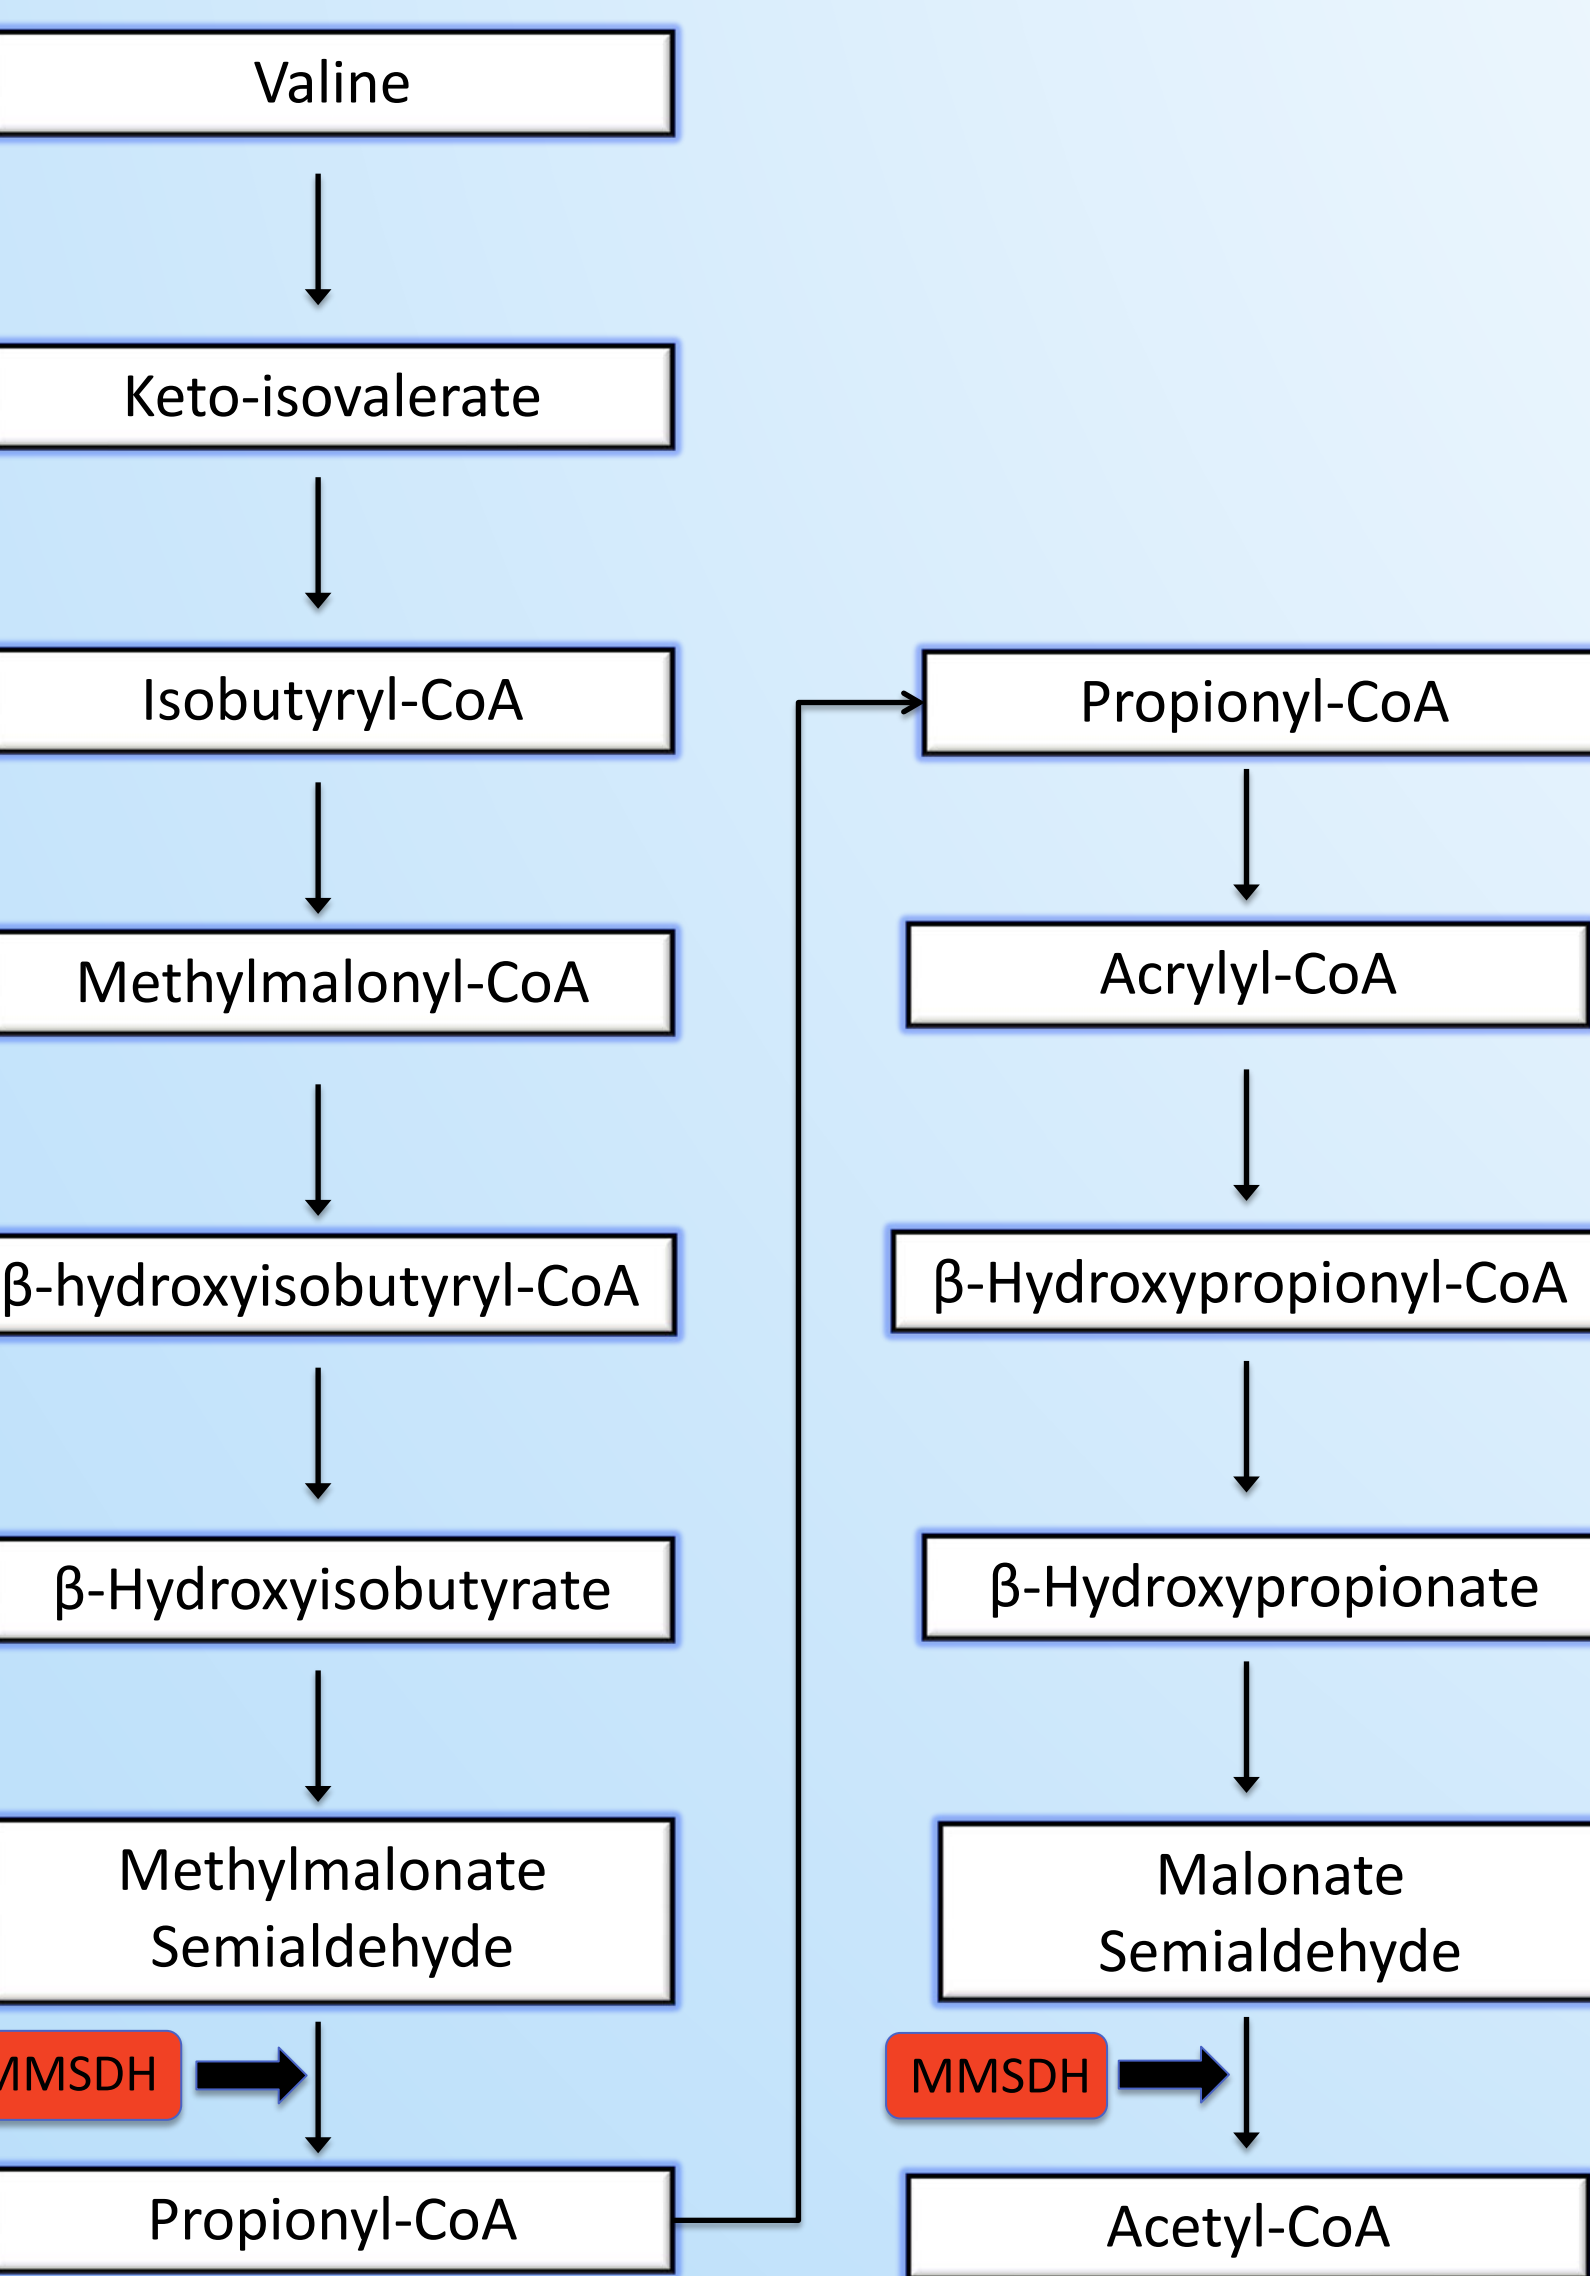 Valine
Keto-isovalerate
Isobutyryl-CoA
Methylmalonyl-CoA
β-hydroxyisobutyryl-CoA
β-Hydroxyisobutyrate
Methylmalonate
Semialdehyde
MMSDH
Propionyl-CoA
Propionyl-CoA
Acrylyl-CoA
β-Hydroxypropionyl-CoA
β-Hydroxypropionate
Malonate
Semialdehyde
MMSDH
Acetyl-CoA